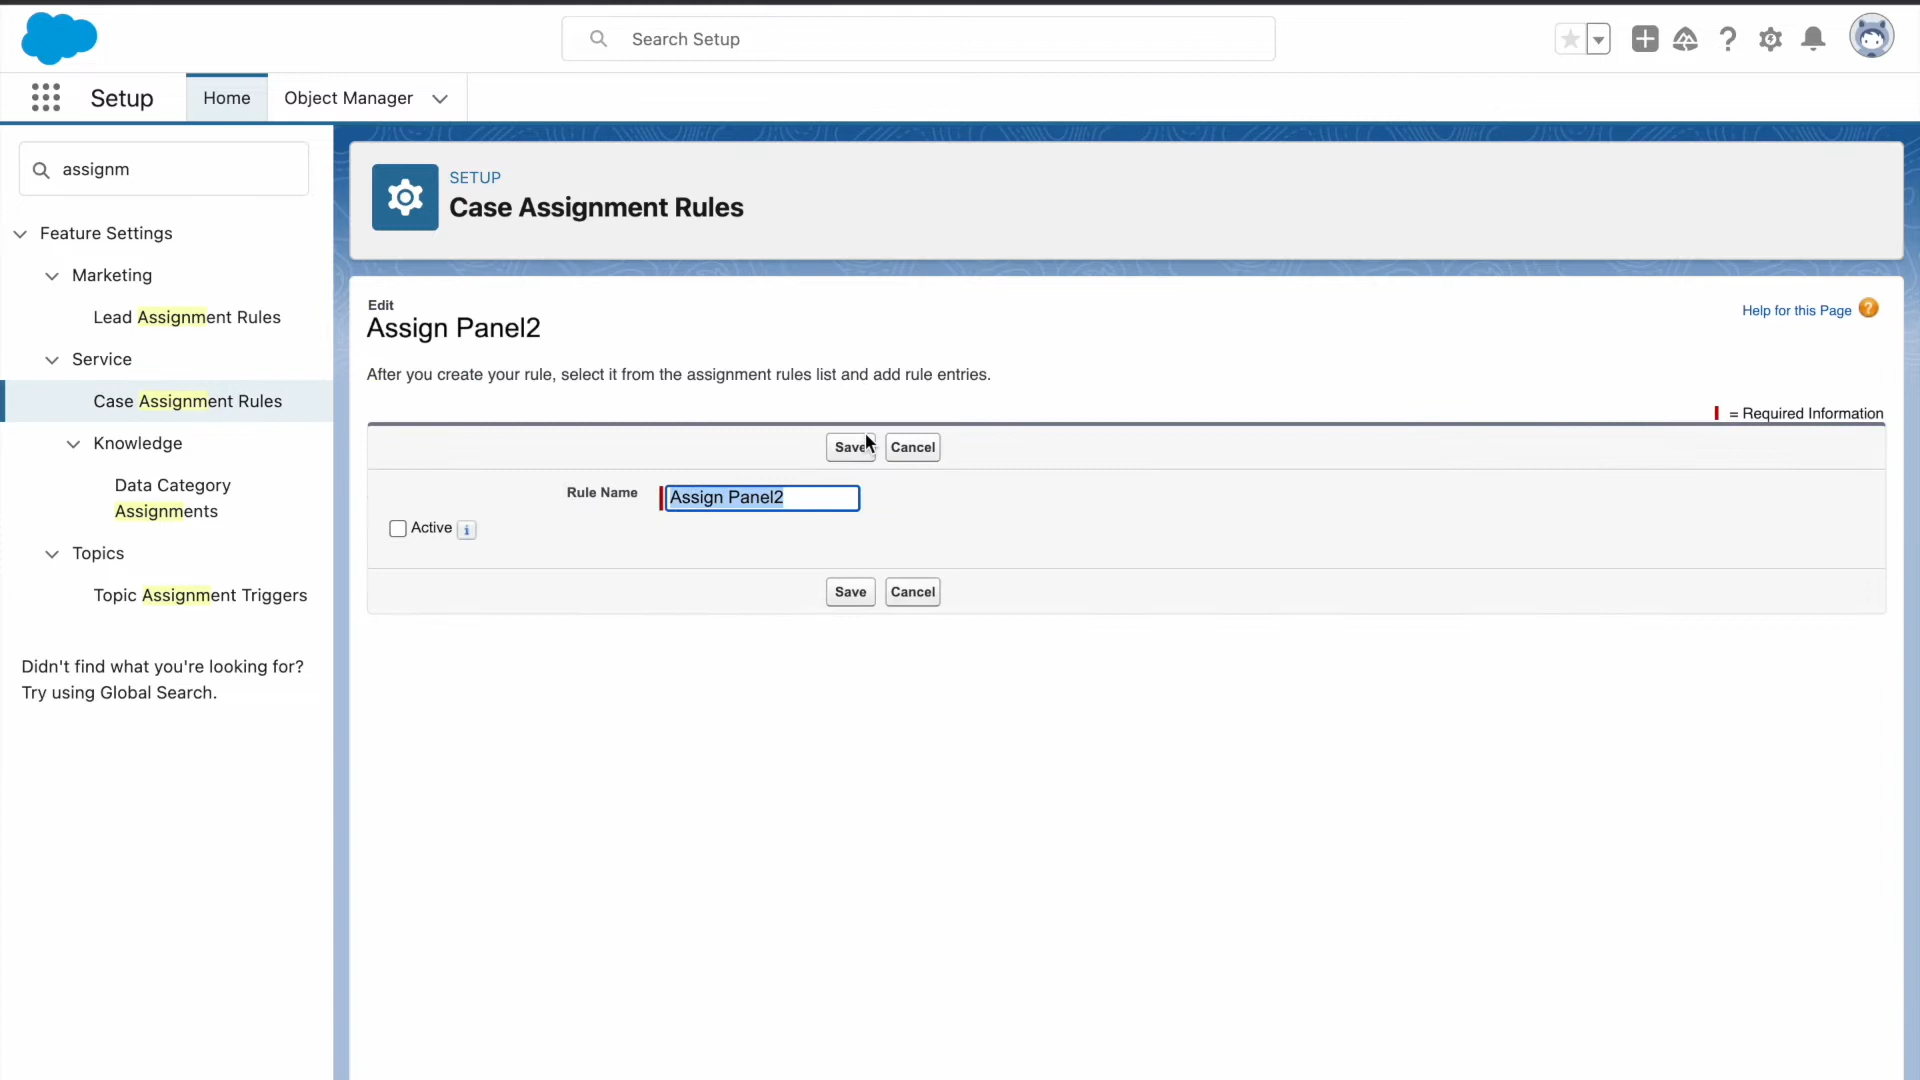 Search Setup
Setup
Home
Object Manager
assignm
Feature Settings
Marketing
Lead Assignment Rules
Service
Case Assignment Rules
Knowledge
Data Category
Assignments
Topics
Topic Assignment Triggers
Didn't find what you're looking for?
Try using Global Search.
SETUP
Case Assignment Rules
Edit
Assign Panel2
Help for this Page
After you create your rule, select it from the assignment rules list and add rule entries.
= Required Information
Save Cancel
Rule Name Assign Panel2
Active
Save Cancel